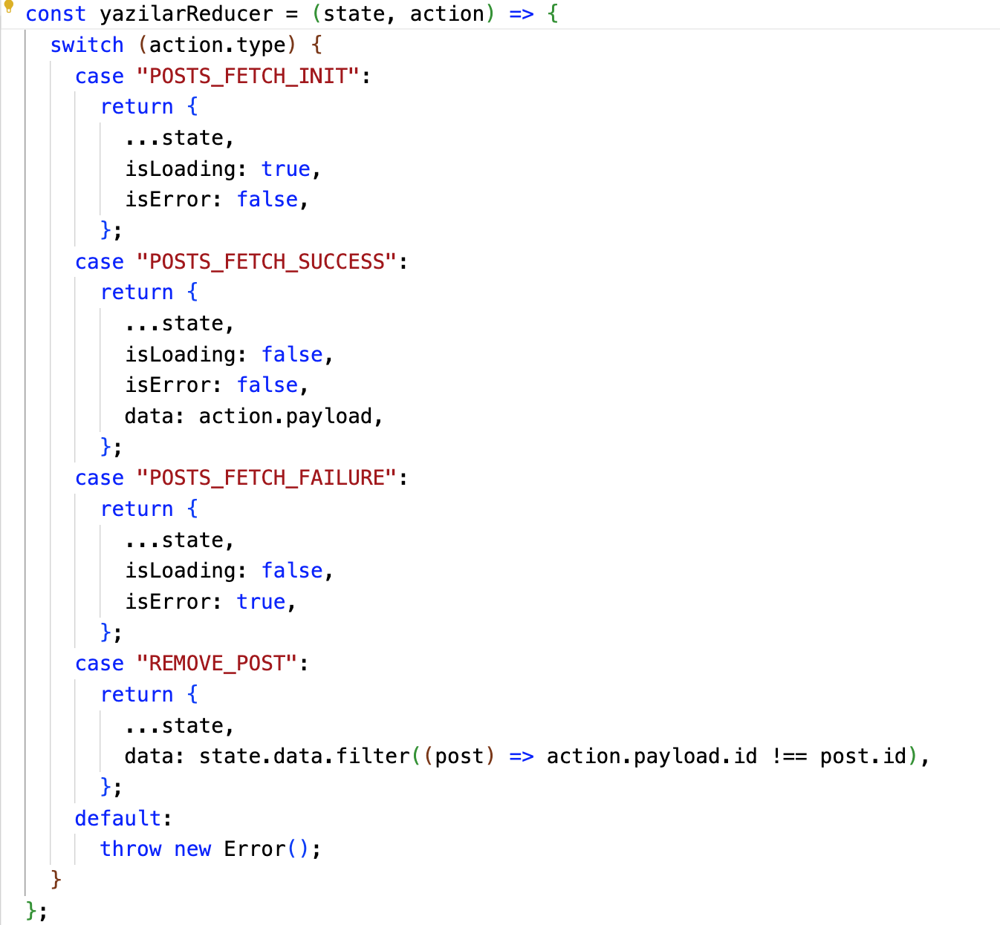 const yazilarReducer = (state, action) => {
  switch (action.type) {
    case "POSTS_FETCH_INIT":
      return {
        ...state,
        isLoading: true,
        isError: false,
      };
    case "POSTS_FETCH_SUCCESS":
      return {
        ...state,
        isLoading: false,
        isError: false,
        data: action.payload,
      };
    case "POSTS_FETCH_FAILURE":
      return {
        ...state,
        isLoading: false,
        isError: true,
      };
    case "REMOVE_POST":
      return {
        ...state,
        data: state.data.filter((post) => action.payload.id !== post.id),
      };
    default:
      throw new Error();
  }
};